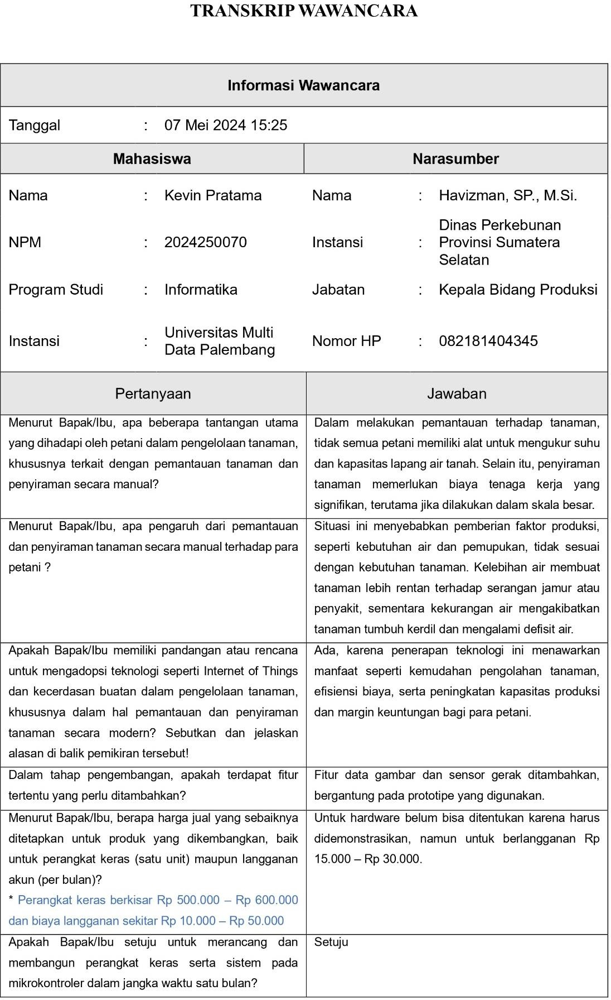 TRANSKRIP WAWANCARA
Informasi Wawancara
Tanggal : 07 Mei 2024 15:25
Mahasiswa Narasumber
Nama : Kevin Pratama Nama : Havizman, SP., M.Si.
NPM : 2024250070 Instansi : Dinas Perkebunan
Provinsi Sumatera
Selatan
Program Studi : Informatika Jabatan : Kepala Bidang Produksi
Instansi : Universitas Multi
Data Palembang
Nomor HP : 082181404345
Pertanyaan Jawaban
Menurut Bapak/Ibu, apa beberapa tantangan utama
yang dihadapi oleh petani dalam pengelolaan tanaman,
khususnya terkait dengan pemantauan tanaman dan
penyiraman secara manual?
Dalam melakukan pemantauan terhadap tanaman,
tidak semua petani memiliki alat untuk mengukur suhu
dan kapasitas lapang air tanah. Selain itu, penyiraman
tanaman memerlukan biaya tenaga kerja yang
signifikan, terutama jika dilakukan dalam skala besar.
Menurut Bapak/Ibu, apa pengaruh dari pemantauan
dan penyiraman tanaman secara manual terhadap para
petani ?
Situasi ini menyebabkan pemberian faktor produksi,
seperti kebutuhan air dan pemupukan, tidak sesuai
dengan kebutuhan tanaman. Kelebihan air membuat
tanaman lebih rentan terhadap serangan jamur atau
penyakit, sementara kekurangan air mengakibatkan
tanaman tumbuh kerdil dan mengalami defisit air.
Apakah Bapak/Ibu memiliki pandangan atau rencana
untuk mengadopsi teknologi seperti Internet of Things
dan kecerdasan buatan dalam pengelolaan tanaman,
khususnya dalam hal pemantauan dan penyiraman
tanaman secara modern? Sebutkan dan jelaskan
alasan di balik pemikiran tersebut!
Ada, karena penerapan teknologi ini menawarkan
manfaat seperti kemudahan pengolahan tanaman,
efisiensi biaya, serta peningkatan kapasitas produksi
dan margin keuntungan bagi para petani.
Dalam tahap pengembangan, apakah terdapat fitur
tertentu yang perlu ditambahkan?
Fitur data gambar dan sensor gerak ditambahkan,
bergantung pada prototipe yang digunakan.
Menurut Bapak/Ibu, berapa harga jual yang sebaiknya
ditetapkan untuk produk yang dikembangkan, baik
untuk perangkat keras (satu unit) maupun langganan
akun (per bulan)?
* Perangkat keras berkisar Rp 500.000 – Rp 600.000
dan biaya langganan sekitar Rp 10.000 – Rp 50.000
Untuk hardware belum bisa ditentukan karena harus
didemonstrasikan, namun untuk berlangganan Rp
15.000 – Rp 30.000.
Apakah Bapak/Ibu setuju untuk merancang dan
membangun perangkat keras serta sistem pada
mikrokontroler dalam jangka waktu satu bulan?
Setuju